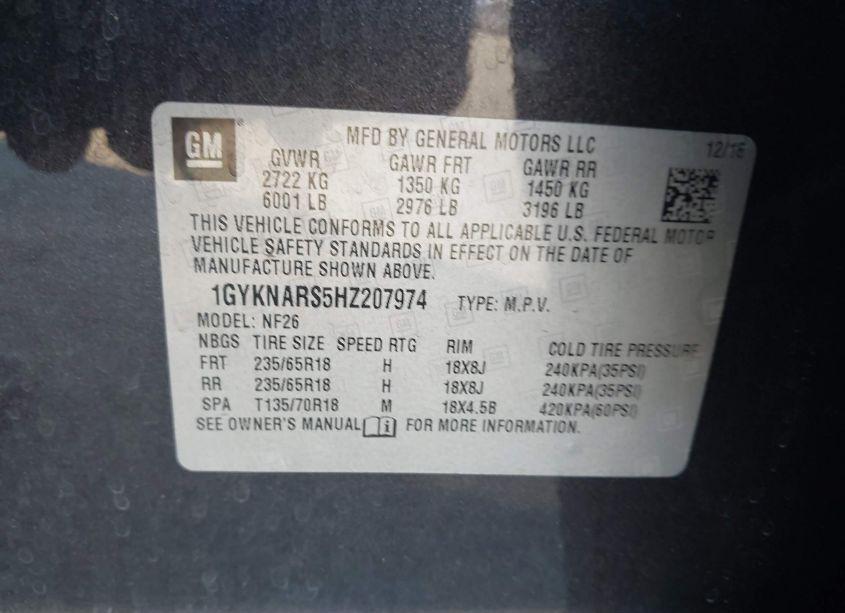 GM
MFD BY GENERAL MOTORS LLC 12/16
GVWR GAWR FRT GAWR RR
2722 KG 1350 KG 1450 KG
6001 LB 2976 LB 3196 LB
THIS VEHICLE CONFORMS TO ALL APPLICABLE U.S. FEDERAL MOTOR
VEHICLE SAFETY STANDARDS IN EFFECT ON THE DATE OF
MANUFACTURE SHOWN ABOVE.
1GYKNARS5HZ207974 TYPE: M.P.V.
MODEL: NF26
NBGS TIRE SIZE SPEED RTG RIM COLD TIRE PRESSURE
FRT 235/65R18 H 18X8J 240KPA(35PSI)
RR 235/65R18 H 18X8J 240KPA(35PSI)
SPA T135/70R18 M 18X4.5B 420KPA(60PSI)
SEE OWNER'S MANUAL FOR MORE INFORMATION.